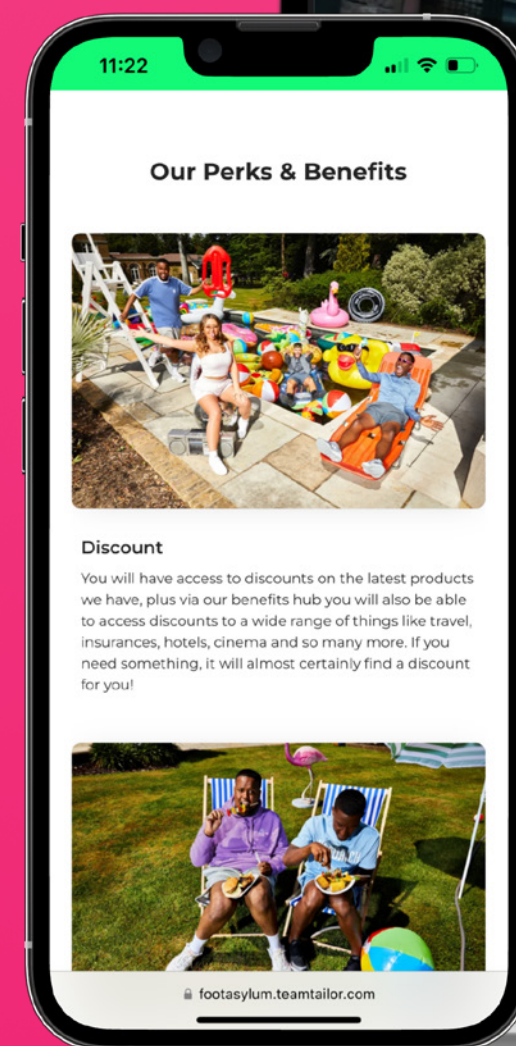 11:22
Our Perks & Benefits
Discount
You will have access to discounts on the latest products
we have, plus via our benefits hub you will also be able
to access discounts to a wide range of things like travel,
insurances, hotels, cinema and so many more. If you
need something, it will almost certainly find a discount
for you!
footasylum.teamtailor.com